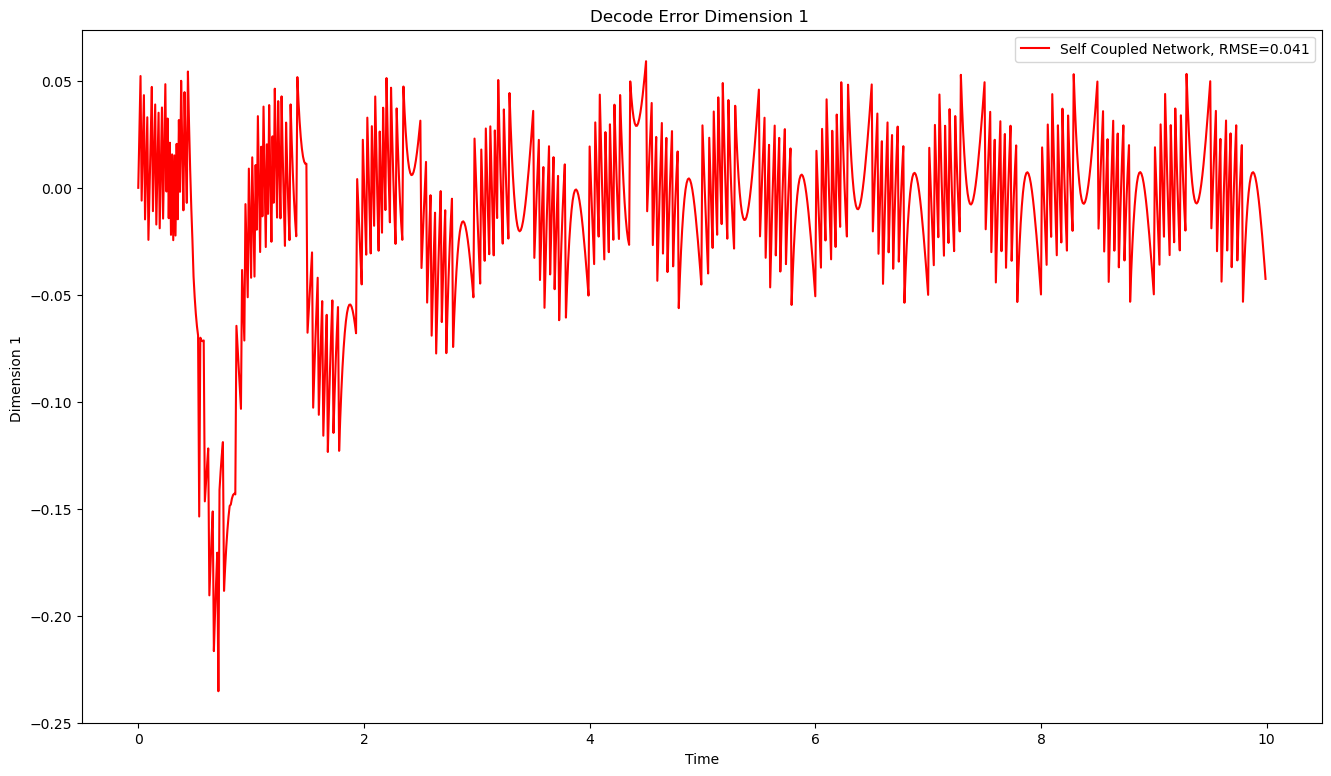 Decode Error Dimension 1
Self Coupled Network, RMSE=0.041
0.05
0.00
−0.05
−0.10
−0.15
−0.20
−0.25
Dimension 1
0 2 4 6 8 10
Time